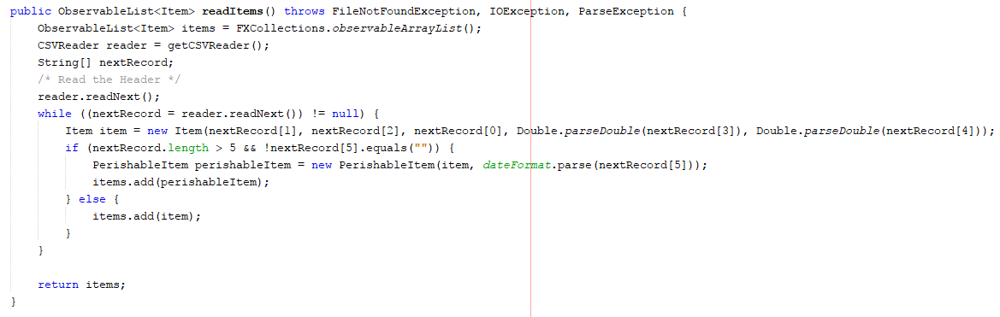 public ObservableList<Item> readItems() throws FileNotFoundException, IOException, ParseException {
    ObservableList<Item> items = FXCollections.observableArrayList();
    CSVReader reader = getCSVReader();
    String[] nextRecord;
    /* Read the Header */
    reader.readNext();
    while ((nextRecord = reader.readNext()) != null) {
        Item item = new Item(nextRecord[1], nextRecord[2], nextRecord[0], Double.parseDouble(nextRecord[3]), Double.parseDouble(nextRecord[4]));
        if (nextRecord.length > 5 && !nextRecord[5].equals("")) {
            PerishableItem perishableItem = new PerishableItem(item, dateFormat.parse(nextRecord[5]));
            items.add(perishableItem);
        } else {
            items.add(item);
        }
    }

    return items;
}